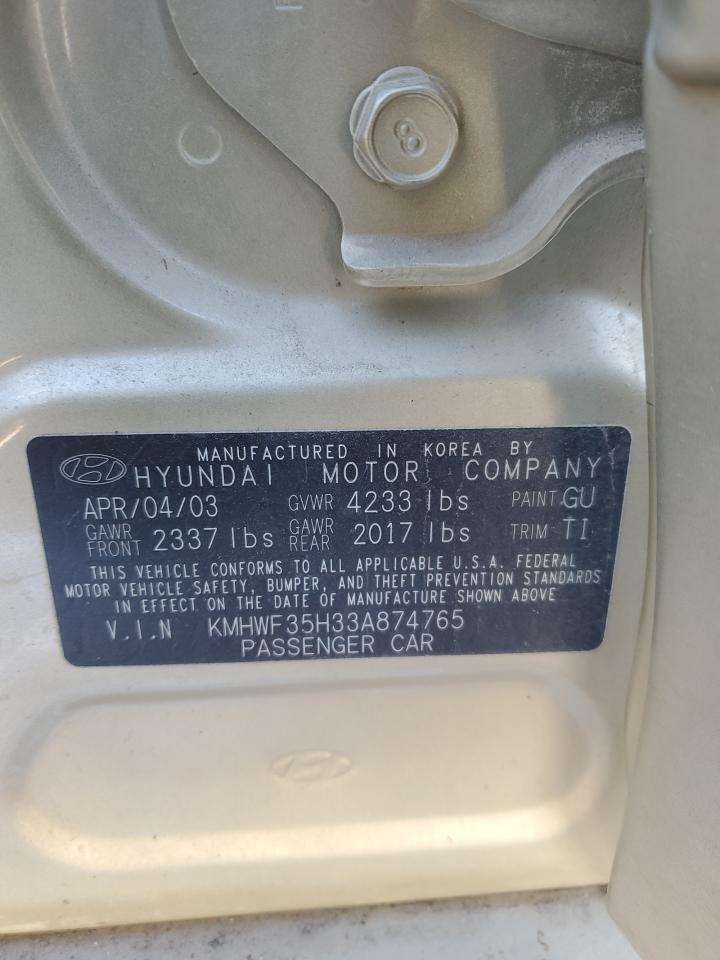 8
MANUFACTURED IN KOREA BY
HYUNDAI MOTOR COMPANY
APR/04/03 GVWR 4233 lbs PAINT GU
GAWR FRONT 2337 lbs GAWR REAR 2017 lbs TRIM TI
THIS VEHICLE CONFORMS TO ALL APPLICABLE U.S.A. FEDERAL
MOTOR VEHICLE SAFETY, BUMPER, AND THEFT PREVENTION STANDARDS
IN EFFECT ON THE DATE OF MANUFACTURE SHOWN ABOVE
V.I.N KMHWF35H33A874765
PASSENGER CAR